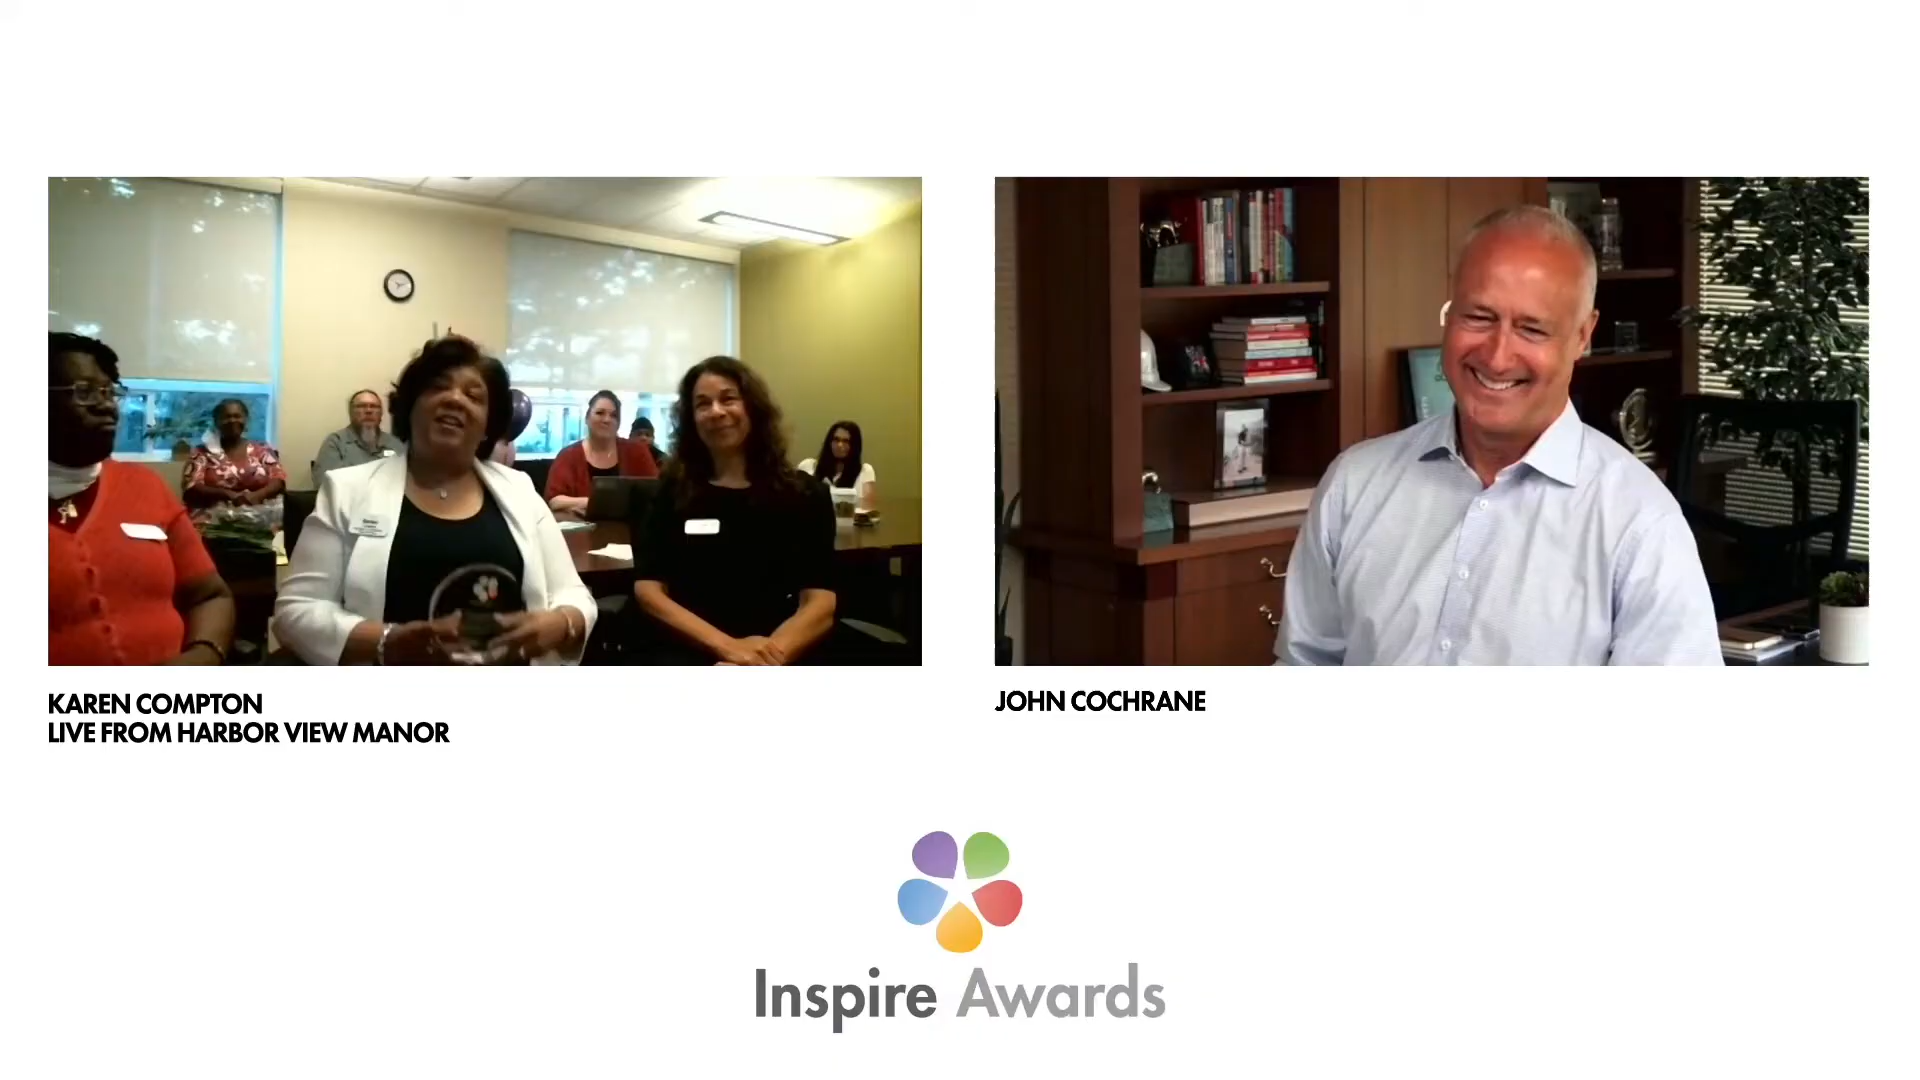 KAREN COMPTON
LIVE FROM HARBOR VIEW MANOR
JOHN COCHRANE
Inspire Awards